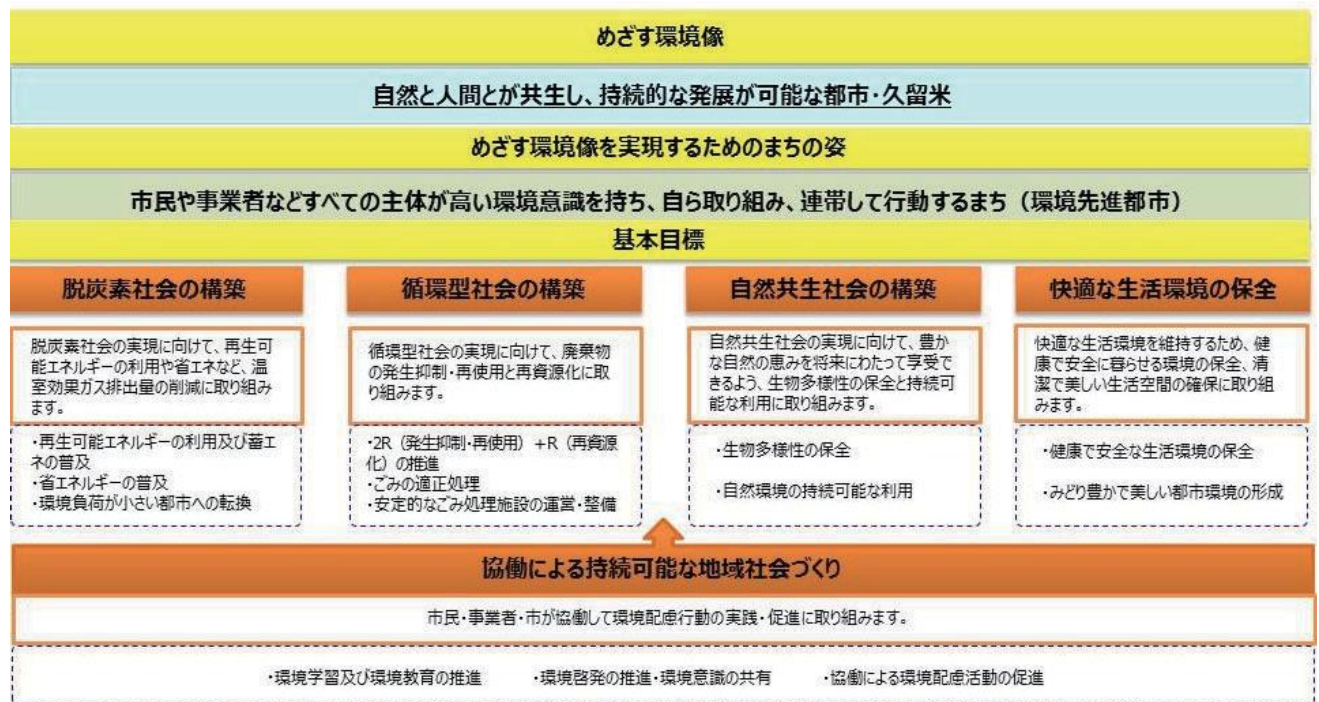 めざす環境像
自然と人間とが共生し、持続的な発展が可能な都市・久留米
めざす環境像を実現するためのまちの姿
市民や事業者などすべての主体が高い環境意識を持ち、自ら取り組み、連帯して行動するまち（環境先進都市）
基本目標
脱炭素社会の構築
脱炭素社会の実現に向けて、再生可
能エネルギーの利用や省エネなど、温
室効果ガス排出量の削減に取り組み
ます。
・再生可能エネルギーの利用及び蓄エ
ネの普及
・省エネルギーの普及
・環境負荷が小さい都市への転換
循環型社会の構築
循環型社会の実現に向けて、廃棄物
の発生抑制・再使用と再資源化に取
り組みます。
・2R（発生抑制・再使用）+R（再資源
化）の推進
・ごみの適正処理
・安定的なごみ処理施設の運営・整備
自然共生社会の構築
自然共生社会の実現に向けて、豊か
な自然の恵みを将来にわたって享受で
きるよう、生物多様性の保全と持続可
能な利用に取り組みます。
・生物多様性の保全
・自然環境の持続可能な利用
快適な生活環境の保全
快適な生活環境を維持するため、健
康で安全に暮らせる環境の保全、清
潔で美しい生活空間の確保に取り組
みます。
・健康で安全な生活環境の保全
・みどり豊かで美しい都市環境の形成
協働による持続可能な地域社会づくり
市民・事業者・市が協働して環境配慮行動の実践・促進に取り組みます。
・環境学習及び環境教育の推進　・環境啓発の推進・環境意識の共有　・協働による環境配慮活動の促進